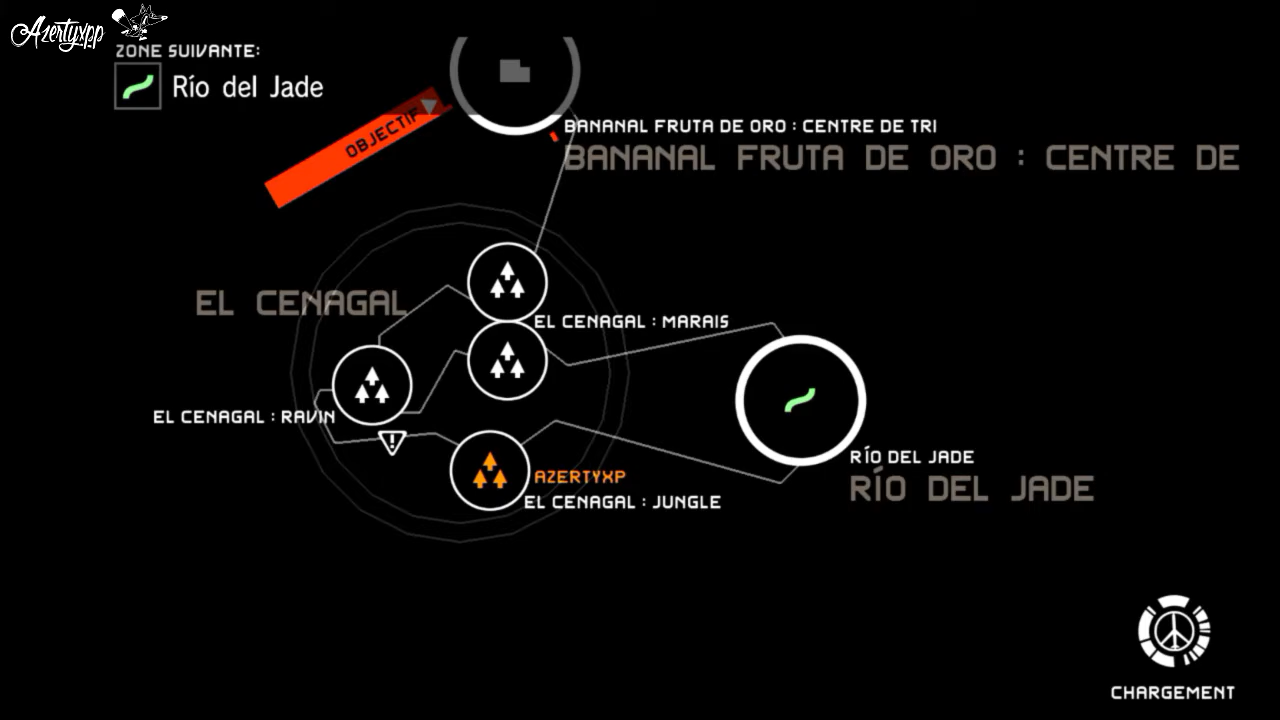 Azertyxpp
ZONE SUIVANTE:
Río del Jade
OBJECTIF
BANANAL FRUTA DE ORO : CENTRE DE TRI
BANANAL FRUTA DE ORO : CENTRE DE
EL CENAGAL
EL CENAGAL : MARAIS
EL CENAGAL : RAVIN
!
RÍO DEL JADE
RÍO DEL JADE
AZERTYXP
EL CENAGAL : JUNGLE
CHARGEMENT